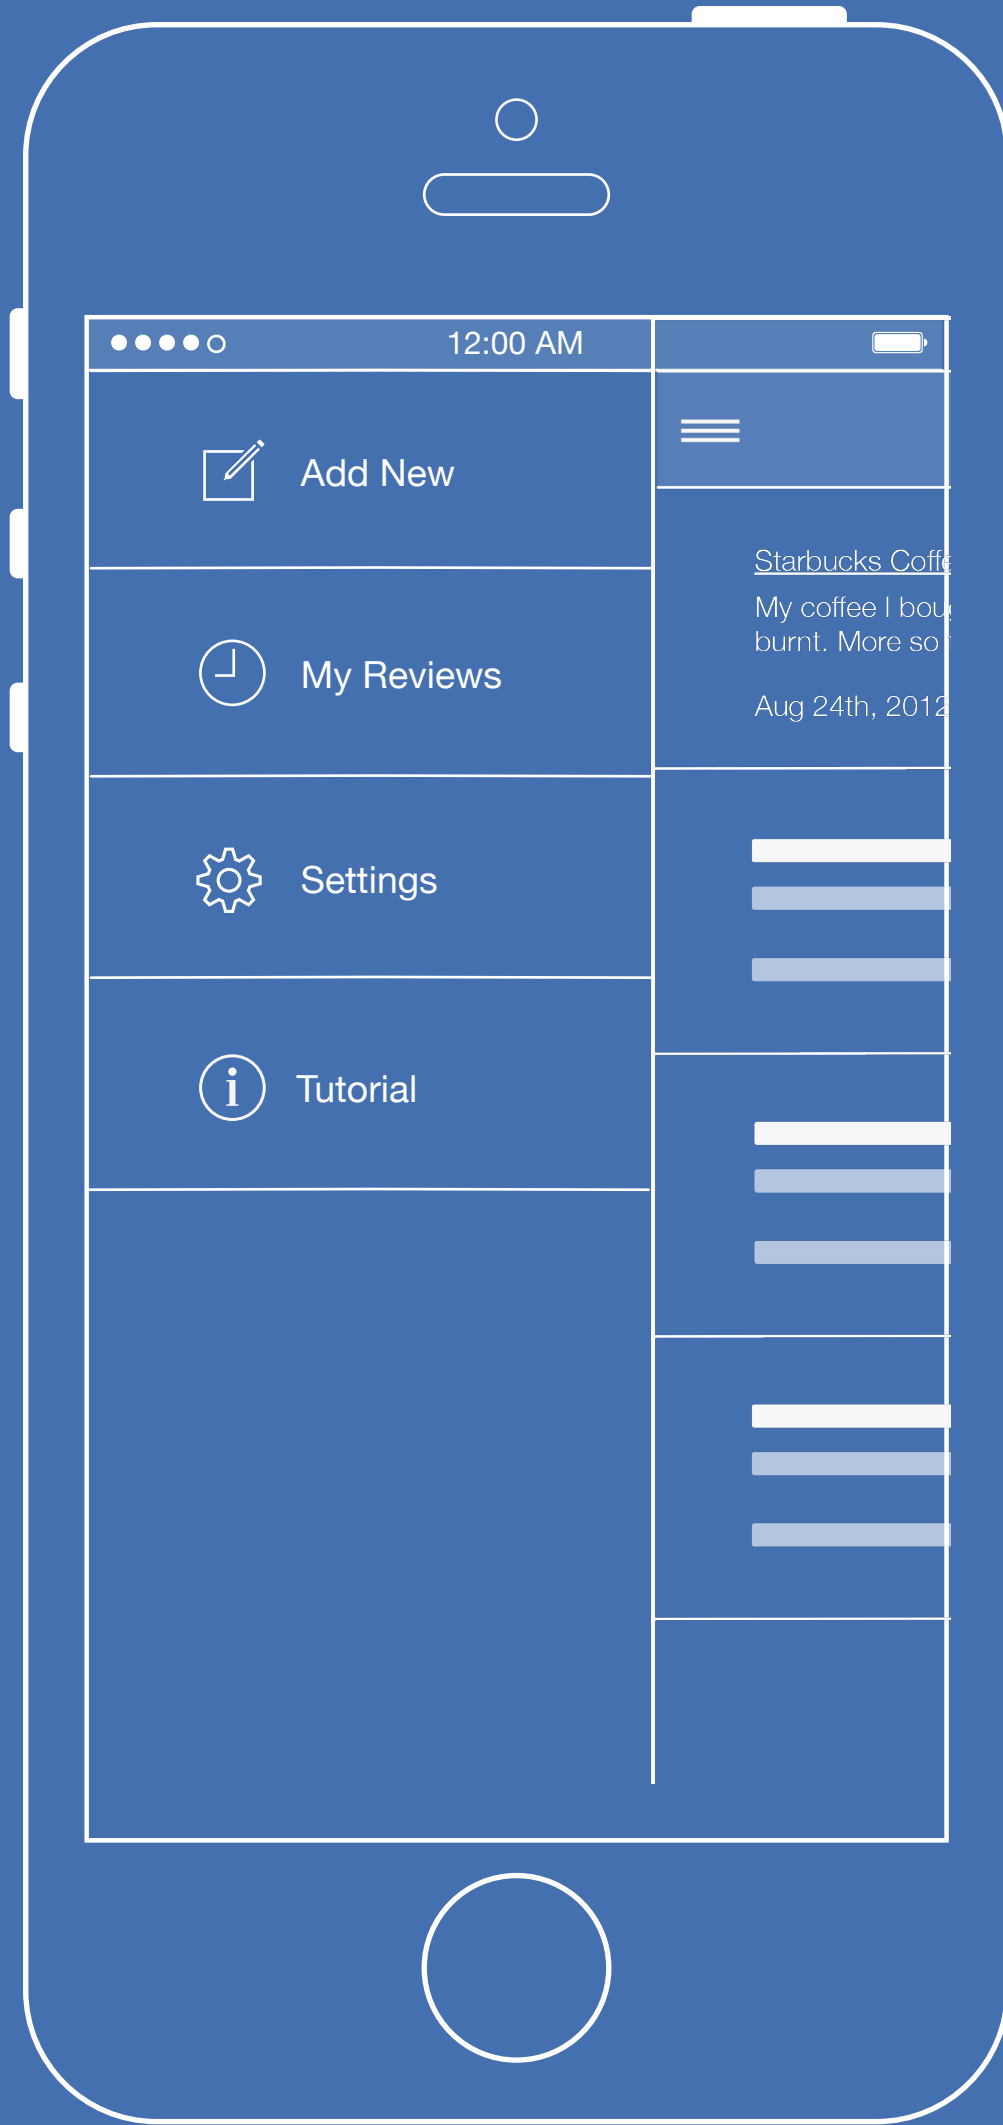 12:00 AM
Add New
My Reviews
Settings
i Tutorial
Starbucks Coffe
My coffee I bou
burnt. More so
Aug 24th, 2012